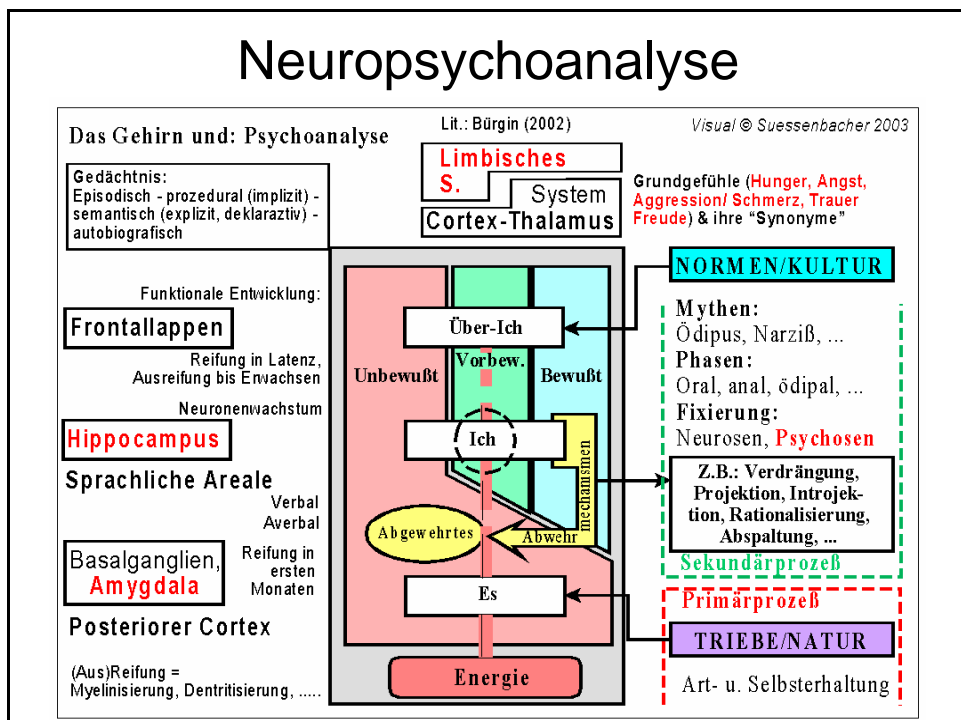 Neuropsychoanalyse
Das Gehirn und: Psychoanalyse
Lit.: Bürgin (2002)
Visual © Suessenbacher 2003
Gedächtnis:
Episodisch - prozedural (implizit) -
semantisch (explizit, deklaraztiv) -
autobiografisch
Limbisches
S.
System
Cortex-Thalamus
Grundgefühle (Hunger, Angst,
Aggression/ Schmerz, Trauer
Freude) & ihre "Synonyme"
Funktionale Entwicklung:
Frontallappen
Reifung in Latenz,
Ausreifung bis Erwachsen
Neuronenwachstum
Hippocampus
Sprachliche Areale
Verbal
Averbal
Basalganglien,
Amygdala
Reifung in
ersten
Monaten
Posteriorer Cortex
(Aus)Reifung =
Myelinisierung, Dentritisierung, .....
Über-Ich
Unbewußt
Vorbew.
Bewußt
Ich
mechanismen
Abgewehrtes
Abwehr
Es
Energie
NORMEN/KULTUR
Mythen:
Ödipus, Narziß, ...
Phasen:
Oral, anal, ödipal, ...
Fixierung:
Neurosen, Psychosen
Z.B.: Verdrängung,
Projektion, Introjek-
tion, Rationalisierung,
Abspaltung, ...
Sekundärprozeß
Primärprozeß
TRIEBE/NATUR
Art- u. Selbsterhaltung